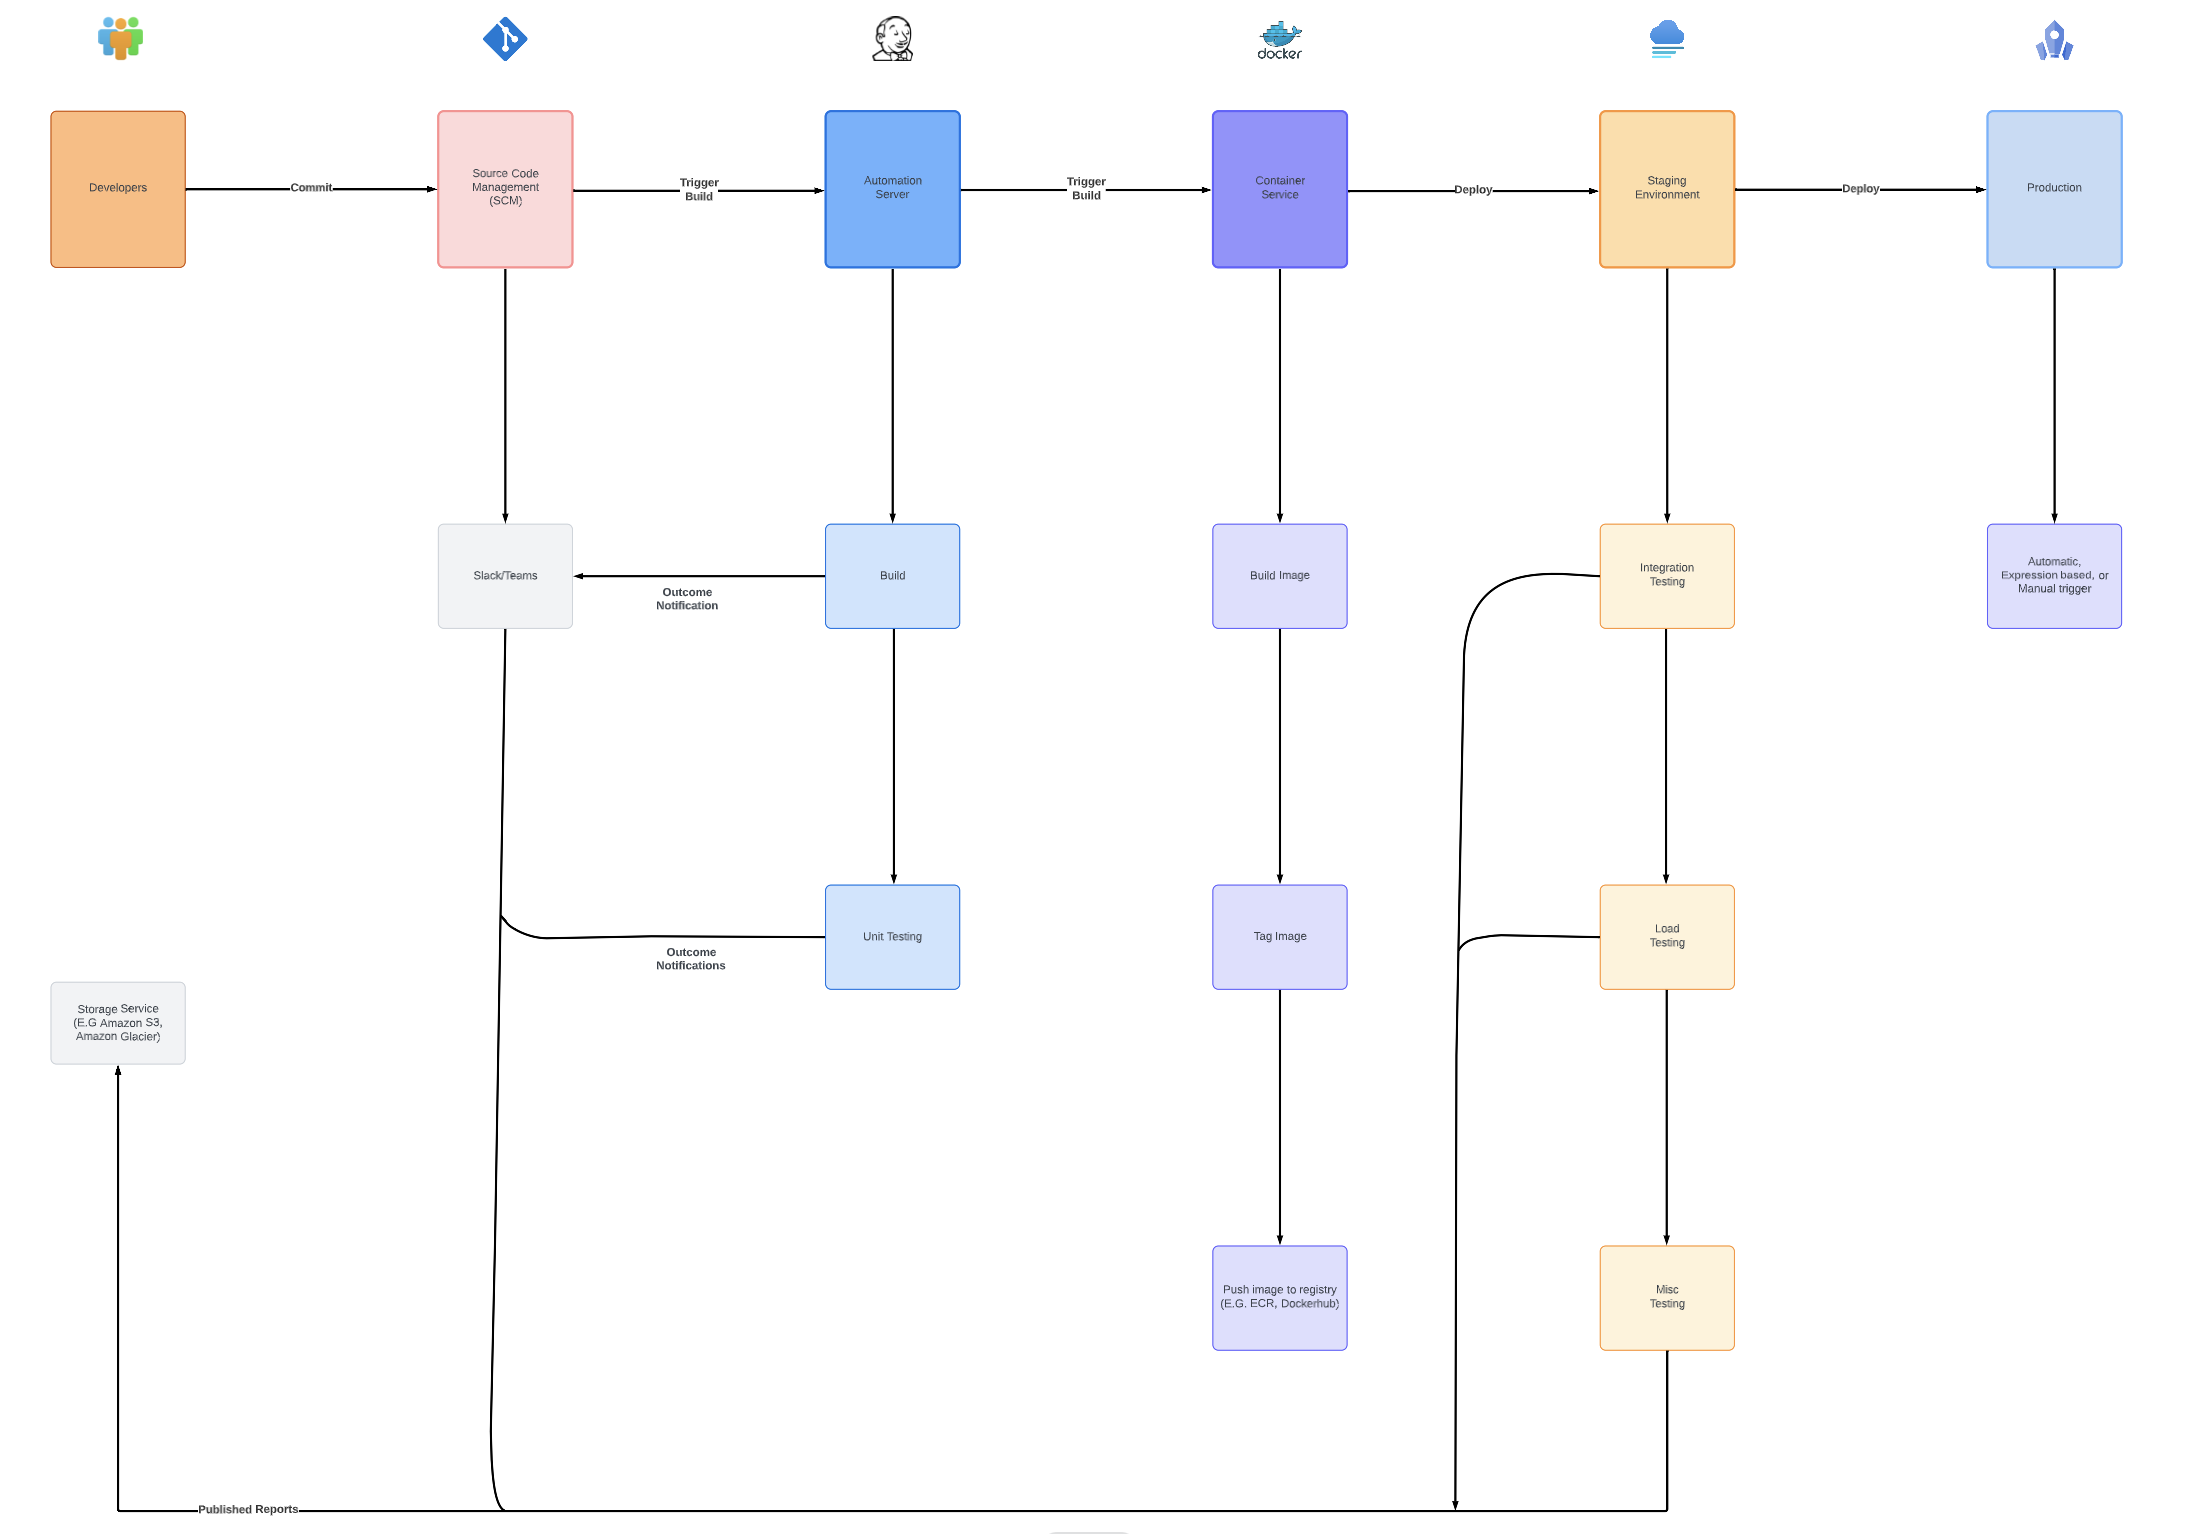 docker
Developers
Commit
Source Code
Management
(SCM)
Trigger
Build
Automation
Server
Trigger
Build
Container
Service
Deploy
Staging
Environment
Deploy
Production
Slack/Teams
Outcome
Notification
Build
Build Image
Integration
Testing
Automatic,
Expression based, or
Manual trigger
Outcome
Notifications
Unit Testing
Tag Image
Load
Testing
Storage Service
(E.G Amazon S3,
Amazon Glacier)
Push image to registry
(E.G. ECR, Dockerhub)
Misc
Testing
Published Reports